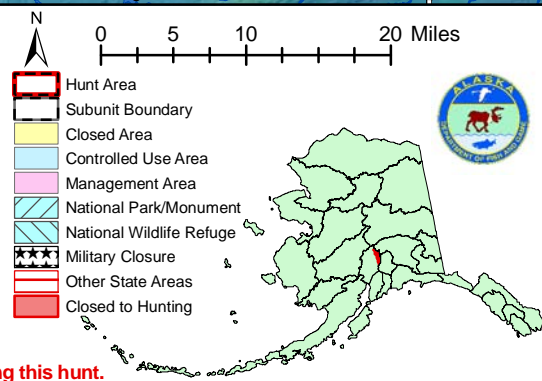 N
0 5 10 20 Miles
Hunt Area
Subunit Boundary
Closed Area
Controlled Use Area
Management Area
National Park/Monument
National Wildlife Refuge
Military Closure
Other State Areas
Closed to Hunting
ALASKA
DEPARTMENT OF FISH AND GAME
ng this hunt.